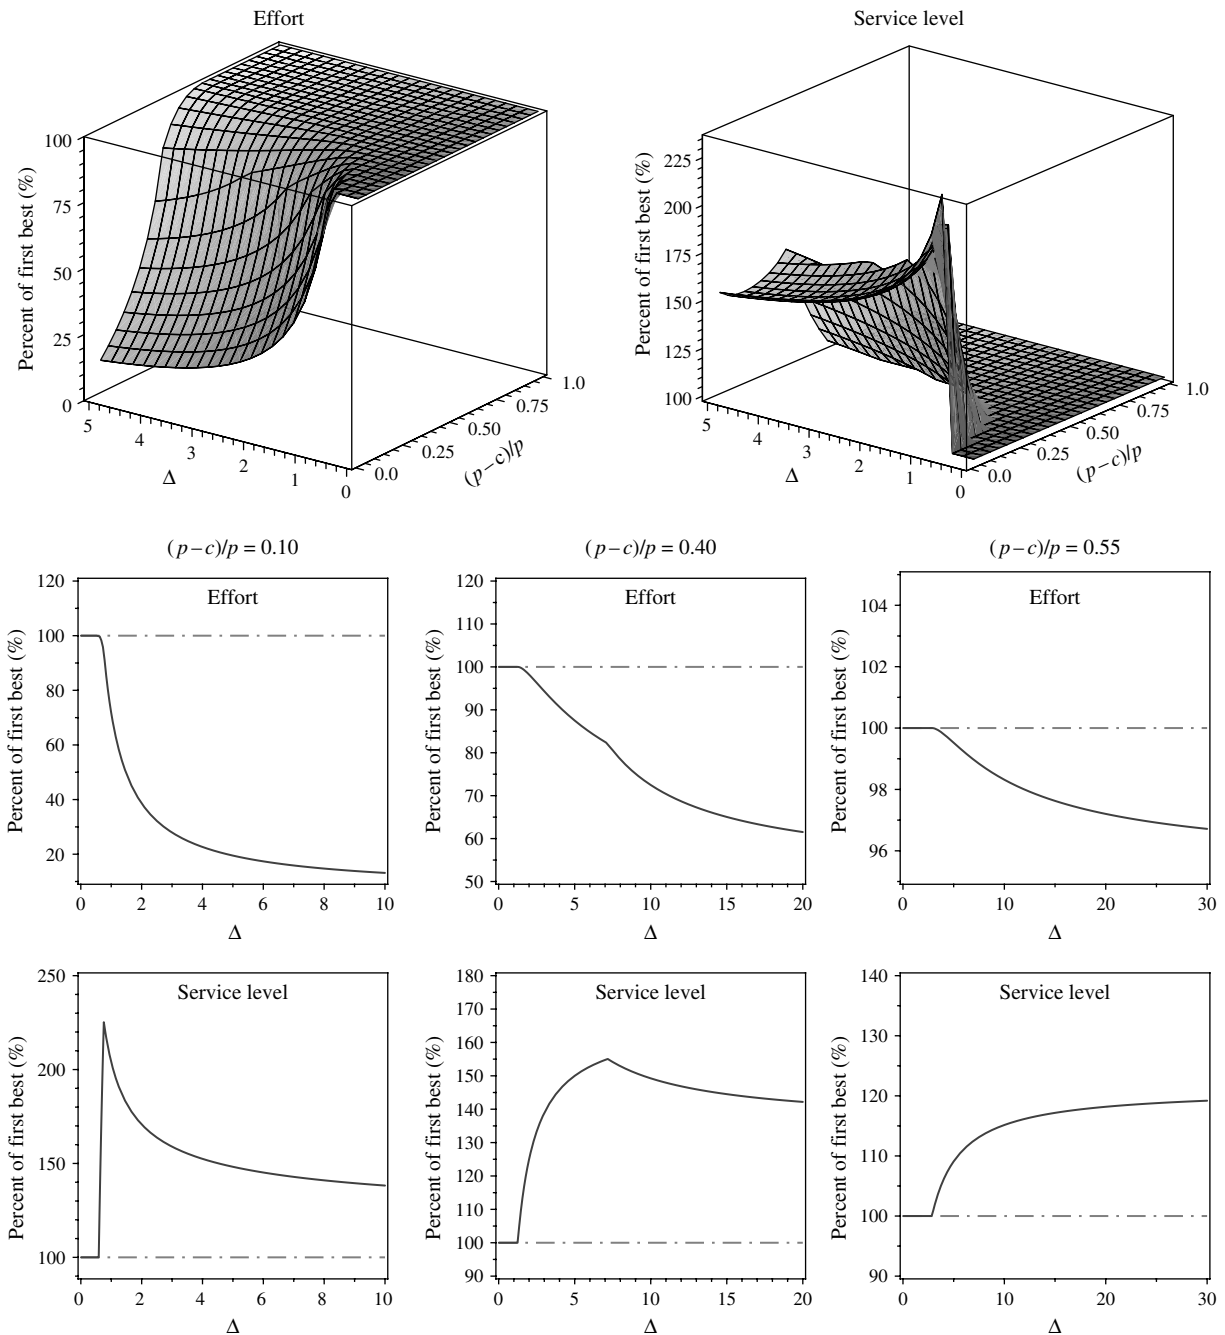 Effort
Service level
Percent of first best (%)
100
75
50
25
0
5
4
3
2
1
0
Δ
0.0
0.25
0.50
0.75
1.0
(p – c)/p
Percent of first best (%)
225
200
175
150
125
100
5
4
3
2
1
0
Δ
0.0
0.25
0.50
0.75
1.0
(p – c)/p
(p – c)/p = 0.10
(p – c)/p = 0.40
(p – c)/p = 0.55
Effort
Percent of first best (%)
120
100
80
60
40
20
0 2 4 6 8 10
Δ
Effort
Percent of first best (%)
120
110
100
90
80
70
60
50
0 5 10 15 20
Δ
Effort
Percent of first best (%)
104
102
100
98
96
0 10 20 30
Δ
Service level
Percent of first best (%)
250
200
150
100
0 2 4 6 8 10
Δ
Service level
Percent of first best (%)
180
170
160
150
140
130
120
110
100
90
0 5 10 15 20
Δ
Service level
Percent of first best (%)
140
130
120
110
100
90
0 10 20 30
Δ